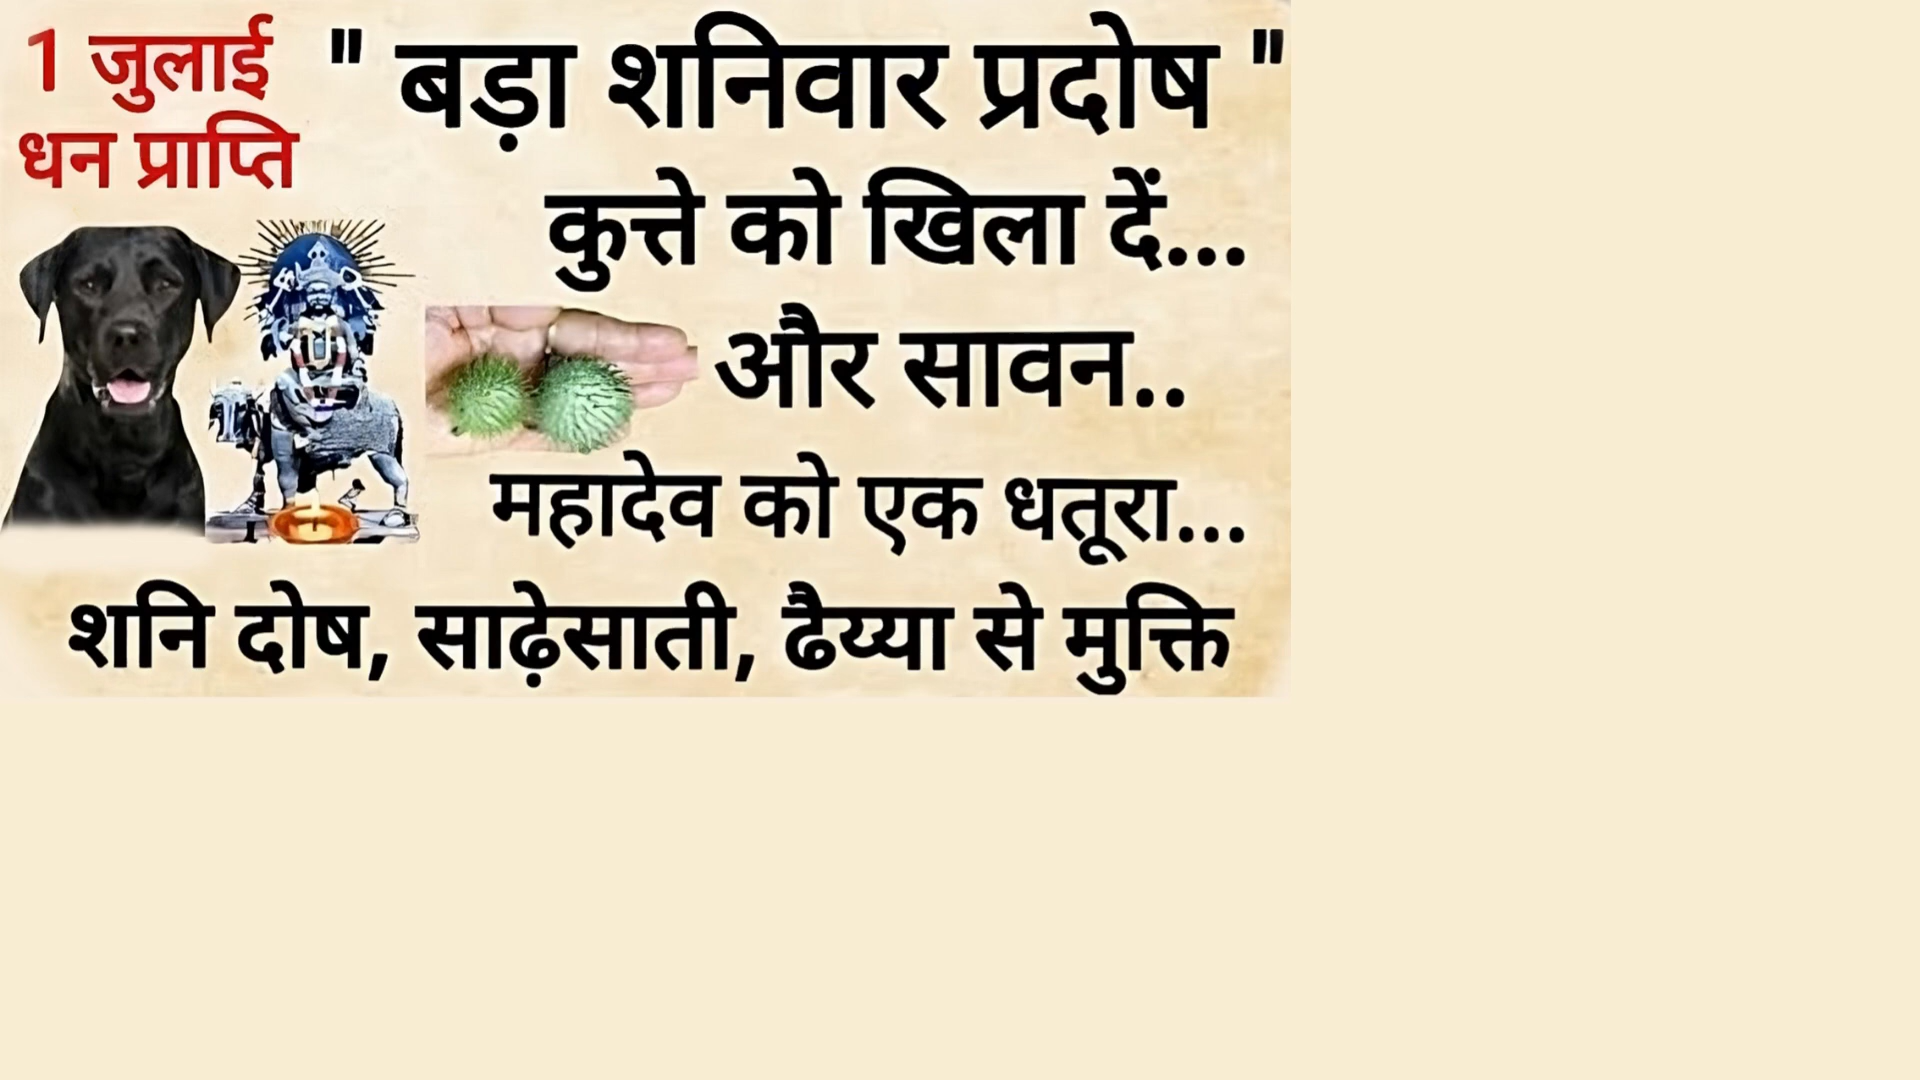 1 जुलाई
धन प्राप्ति
" बड़ा शनिवार प्रदोष "
कुत्ते को खिला दें...
और सावन..
महादेव को एक धतूरा...
शनि दोष, साढ़ेसाती, ढैय्या से मुक्ति